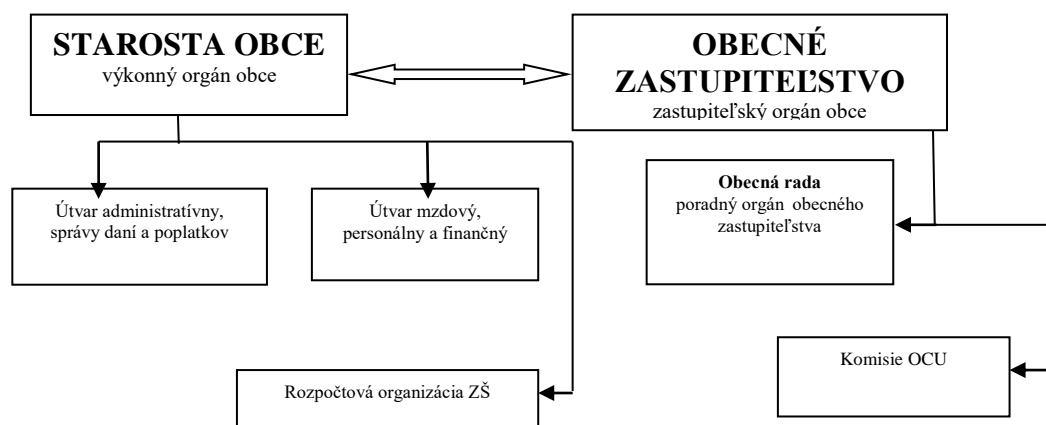 STAROSTA OBCE
výkonný orgán obce
OBECNÉ
ZASTUPITEĽSTVO
zastupiteľský orgán obce
Útvar administratívny,
správy daní a poplatkov
Útvar mzdový,
personálny a finančný
Obecná rada
poradný orgán obecného
zastupiteľstva
Rozpočtová organizácia ZŠ
Komisie OCU